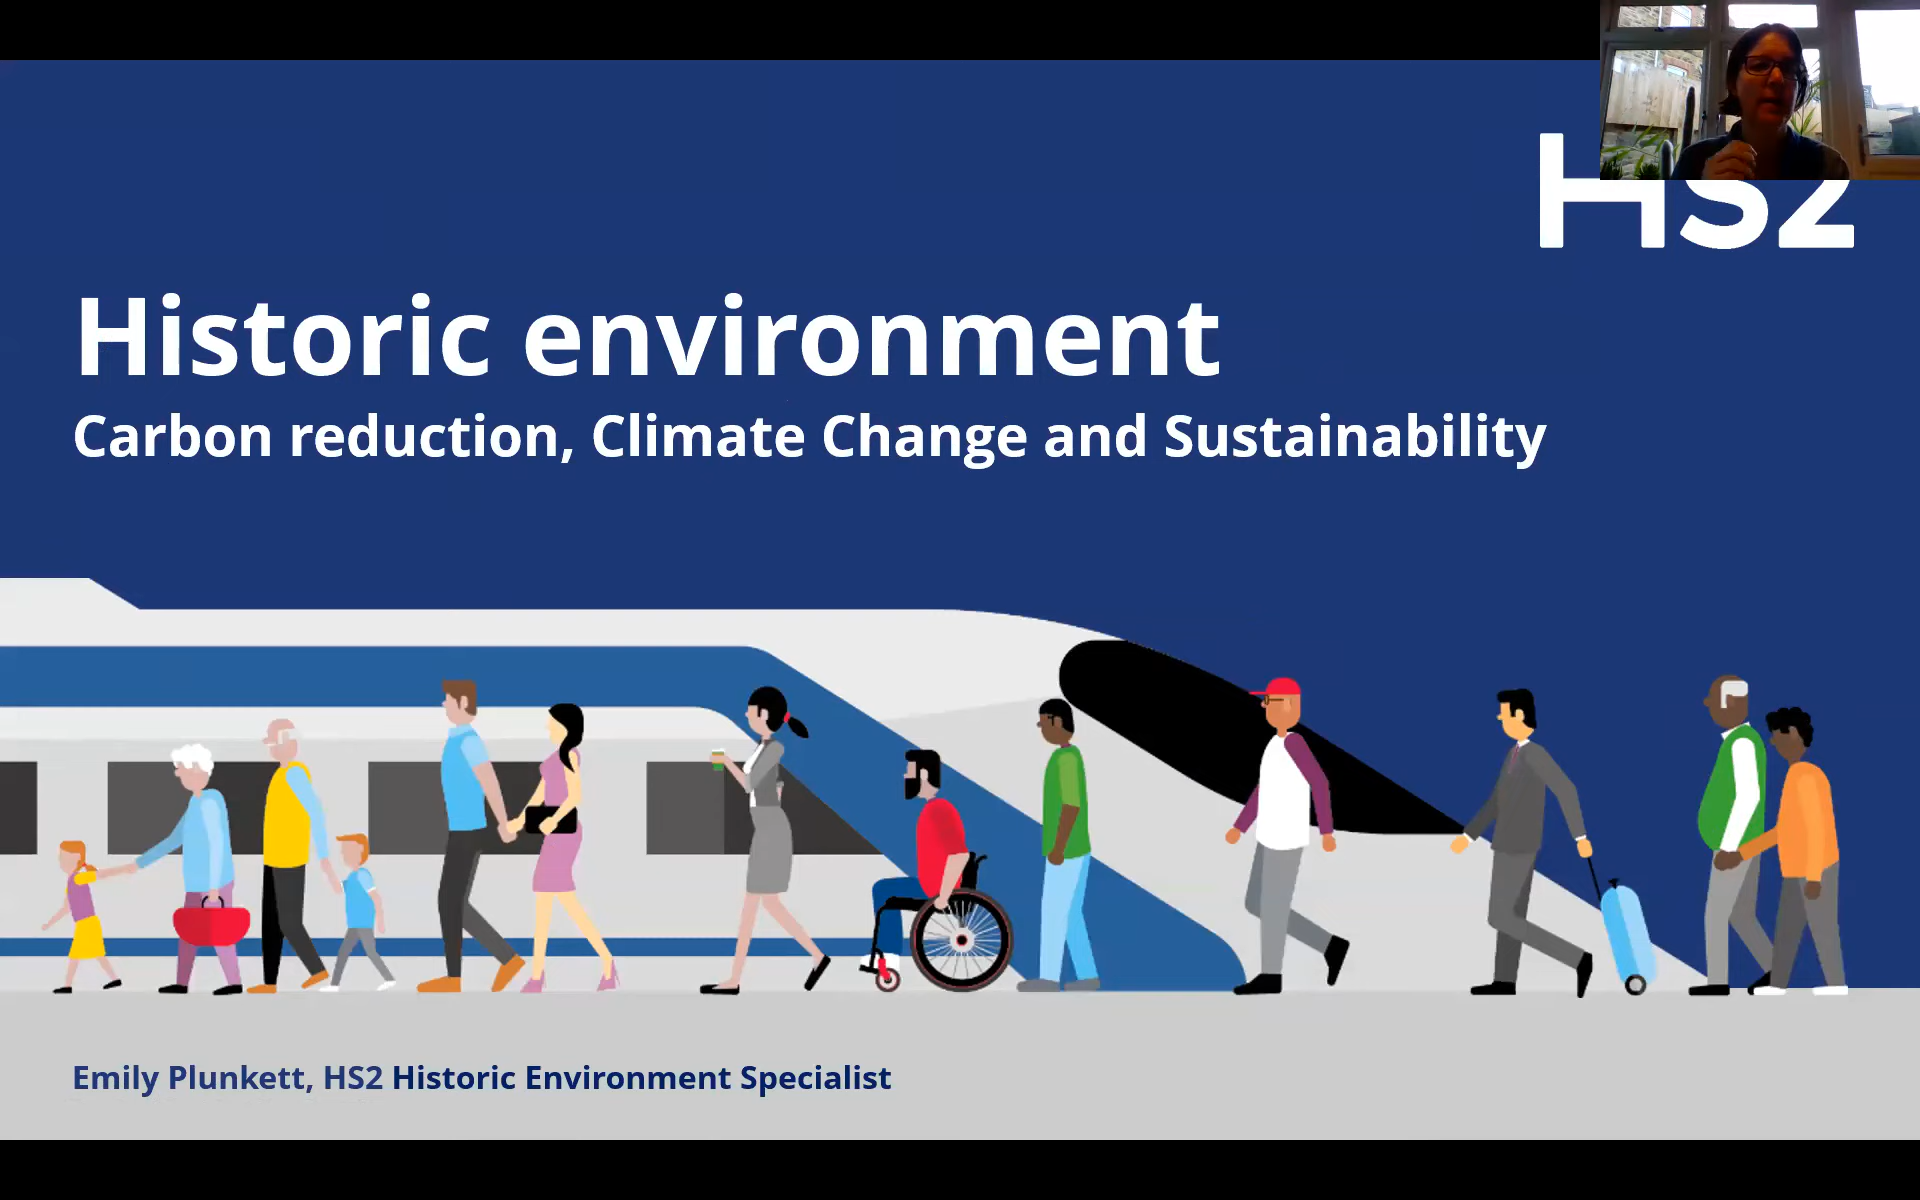 HS2
Historic environment
Carbon reduction, Climate Change and Sustainability
Emily Plunkett, HS2 Historic Environment Specialist